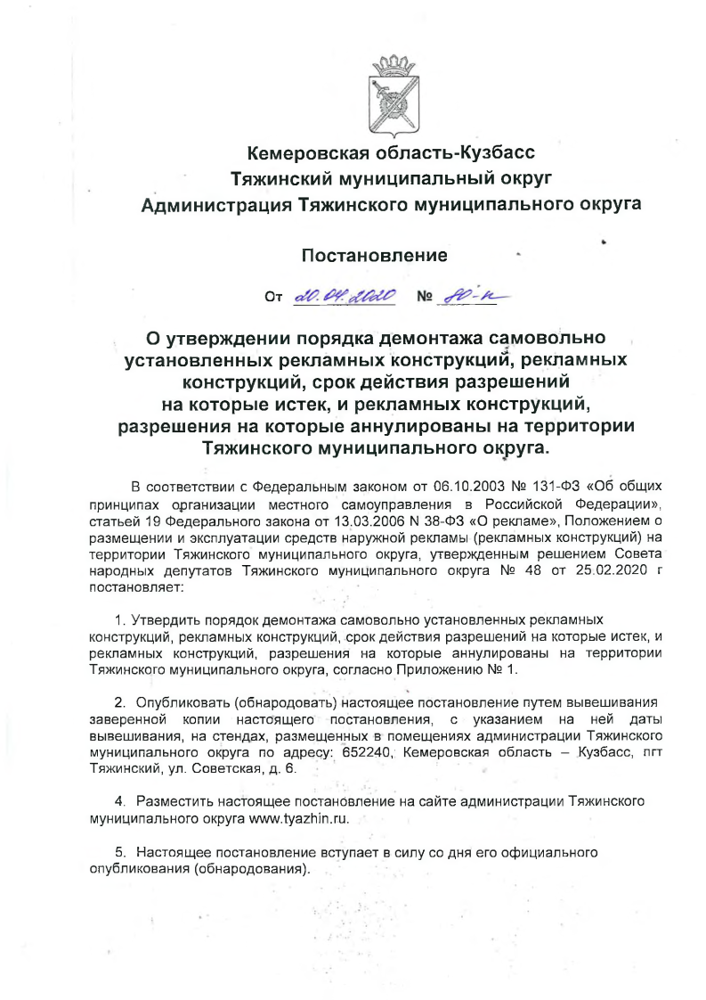 Кемеровская область-Кузбасс
Тяжинский муниципальный округ
Администрация Тяжинского муниципального округа
Постановление
От 20.04.2020 № 80-п
О утверждении порядка демонтажа самовольно
установленных рекламных конструкций, рекламных
конструкций, срок действия разрешений
на которые истек, и рекламных конструкций,
разрешения на которые аннулированы на территории
Тяжинского муниципального округа.
В соответствии с Федеральным законом от 06.10.2003 № 131-ФЗ «Об общих
принципах организации местного самоуправления в Российской Федерации»,
статьей 19 Федерального закона от 13.03.2006 N 38-ФЗ «О рекламе», Положением о
размещении и эксплуатации средств наружной рекламы (рекламных конструкций) на
территории Тяжинского муниципального округа, утвержденным решением Совета
народных депутатов Тяжинского муниципального округа № 48 от 25.02.2020 г
постановляет:
1. Утвердить порядок демонтажа самовольно установленных рекламных
конструкций, рекламных конструкций, срок действия разрешений на которые истек, и
рекламных конструкций, разрешения на которые аннулированы на территории
Тяжинского муниципального округа, согласно Приложению № 1.
2. Опубликовать (обнародовать) настоящее постановление путем вывешивания
заверенной копии настоящего постановления, с указанием на ней даты
вывешивания, на стендах, размещенных в помещениях администрации Тяжинского
муниципального округа по адресу: 652240, Кемеровская область – Кузбасс, пгт
Тяжинский, ул. Советская, д. 6.
4. Разместить настоящее постановление на сайте администрации Тяжинского
муниципального округа www.tyazhin.ru.
5. Настоящее постановление вступает в силу со дня его официального
опубликования (обнародования).